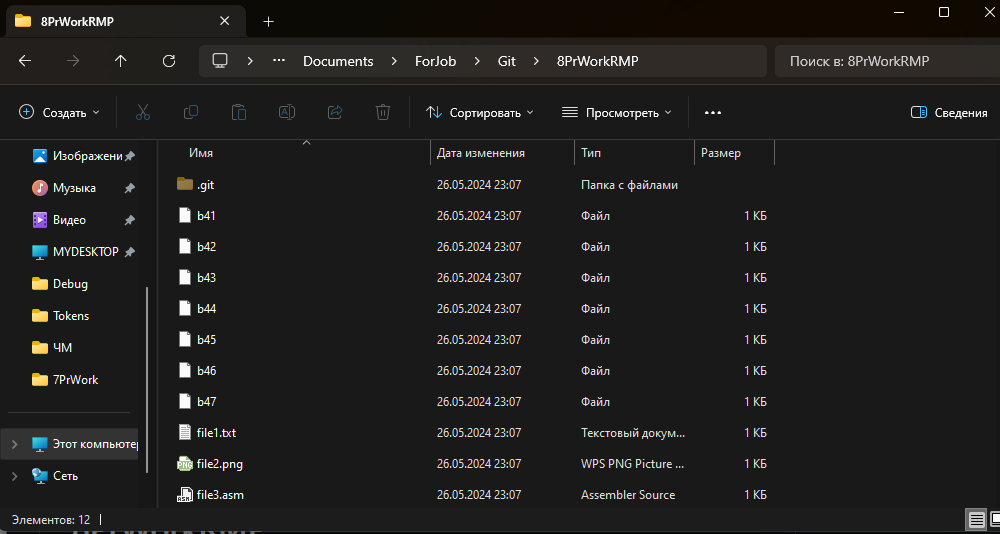 8PrWorkRMP
Documents > ForJob > Git > 8PrWorkRMP
Поиск в: 8PrWorkRMP
Создать
Сортировать
Просмотреть
Сведения
Изображени
Музыка
Видео
MYDESKTOP
Debug
Tokens
ЧМ
7PrWork
Этот компьютер
Сеть
Имя Дата изменения Тип Размер
.git 26.05.2024 23:07 Папка с файлами
b41 26.05.2024 23:07 Файл 1 КБ
b42 26.05.2024 23:07 Файл 1 КБ
b43 26.05.2024 23:07 Файл 1 КБ
b44 26.05.2024 23:07 Файл 1 КБ
b45 26.05.2024 23:07 Файл 1 КБ
b46 26.05.2024 23:07 Файл 1 КБ
b47 26.05.2024 23:07 Файл 1 КБ
file1.txt 26.05.2024 23:07 Текстовый докум... 1 КБ
file2.png 26.05.2024 23:07 WPS PNG Picture ... 1 КБ
file3.asm 26.05.2024 23:07 Assembler Source 1 КБ
Элементов: 12